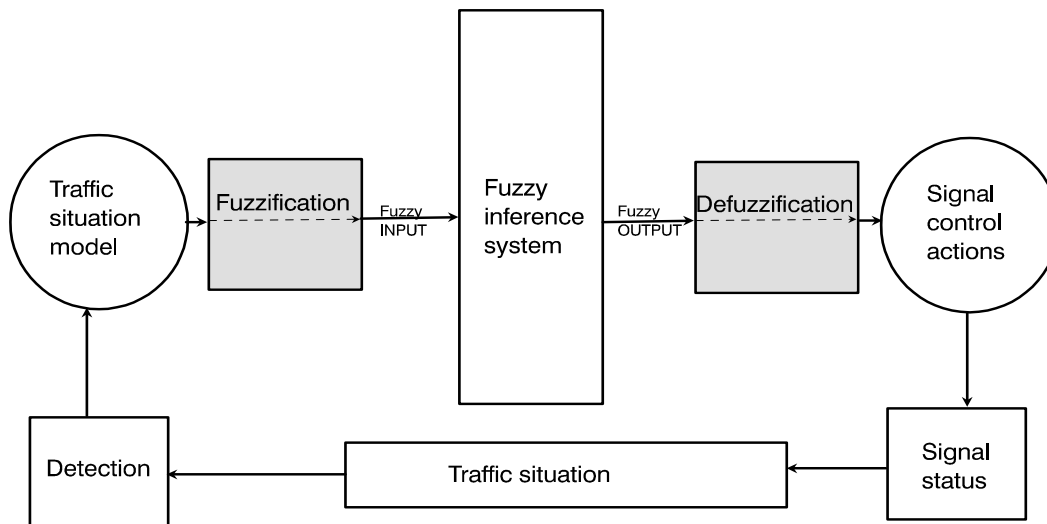 Traffic
situation
model
Fuzzification
Fuzzy
INPUT
Fuzzy
inference
system
Fuzzy
OUTPUT
Defuzzification
Signal
control
actions
Detection
Traffic situation
Signal
status